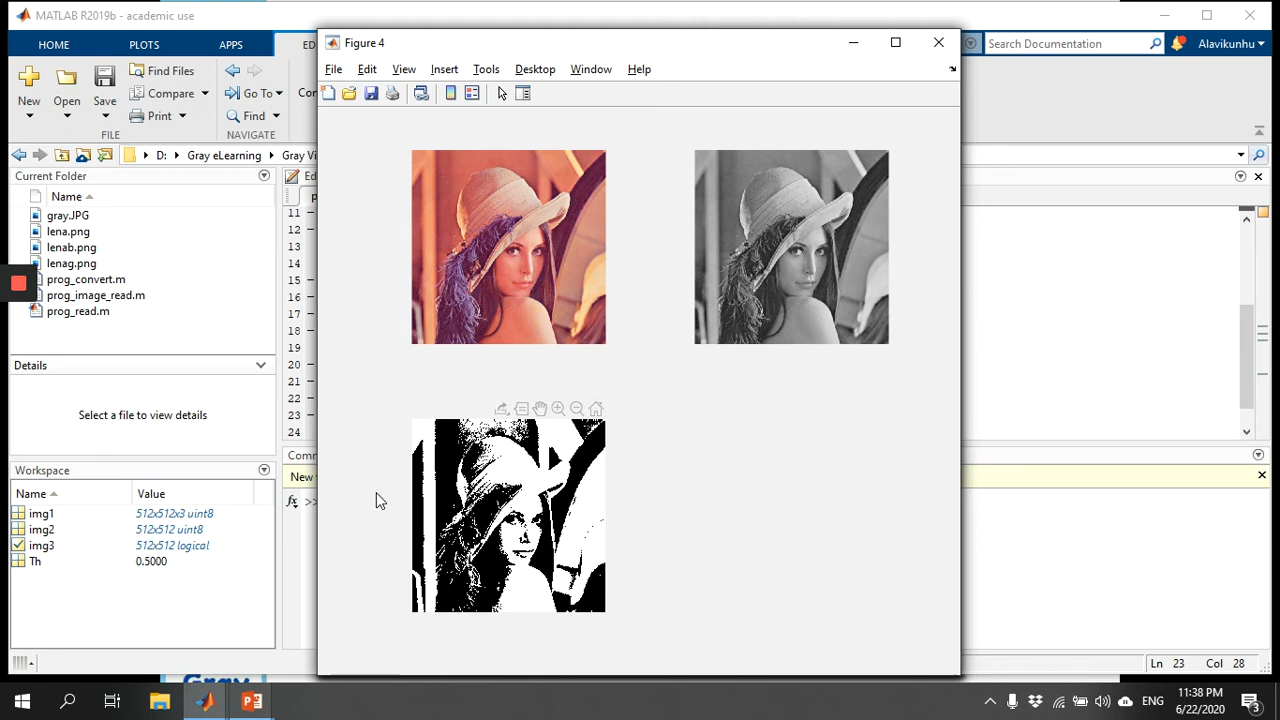 MATLAB R2019b - academic use
HOME PLOTS APPS ED
Search Documentation
Alavikunhu
Figure 4
File Edit View Insert Tools Desktop Window Help
New Open Save
Find Files
Compare
Print
Go To
Find
FILE NAVIGATE
D: Gray eLearning
Current Folder
Name
gray.JPG
lena.png
lenab.png
lenag.png
prog_convert.m
prog_image_read.m
prog_read.m
Details
Select a file to view details
Workspace
Name Value
img1 512x512x3 uint8
img2 512x512 uint8
img3 512x512 logical
Th 0.5000
11
12
13
14
15
16
17
18
19
20
21
22
23
24
New
fx >>
Ln 23 Col 28
Gray
ENG
11:38 PM
6/22/2020
3